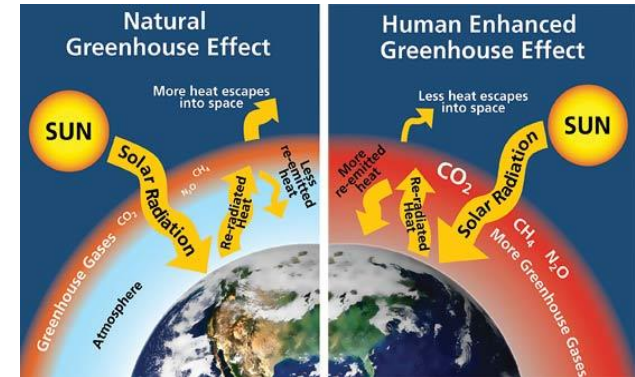 Natural
Greenhouse Effect
More heat escapes
into space
SUN
Solar Radiation
Re-radiated
Heat
Less
re-emitted
heat
CH4
N2O
CO2
Greenhouse Gases
Atmosphere
Human Enhanced
Greenhouse Effect
Less heat escapes
into space
SUN
Solar Radiation
More
re-emitted
heat
Re-radiated
Heat
CO2
CH4 N2O
More Greenhouse Gases